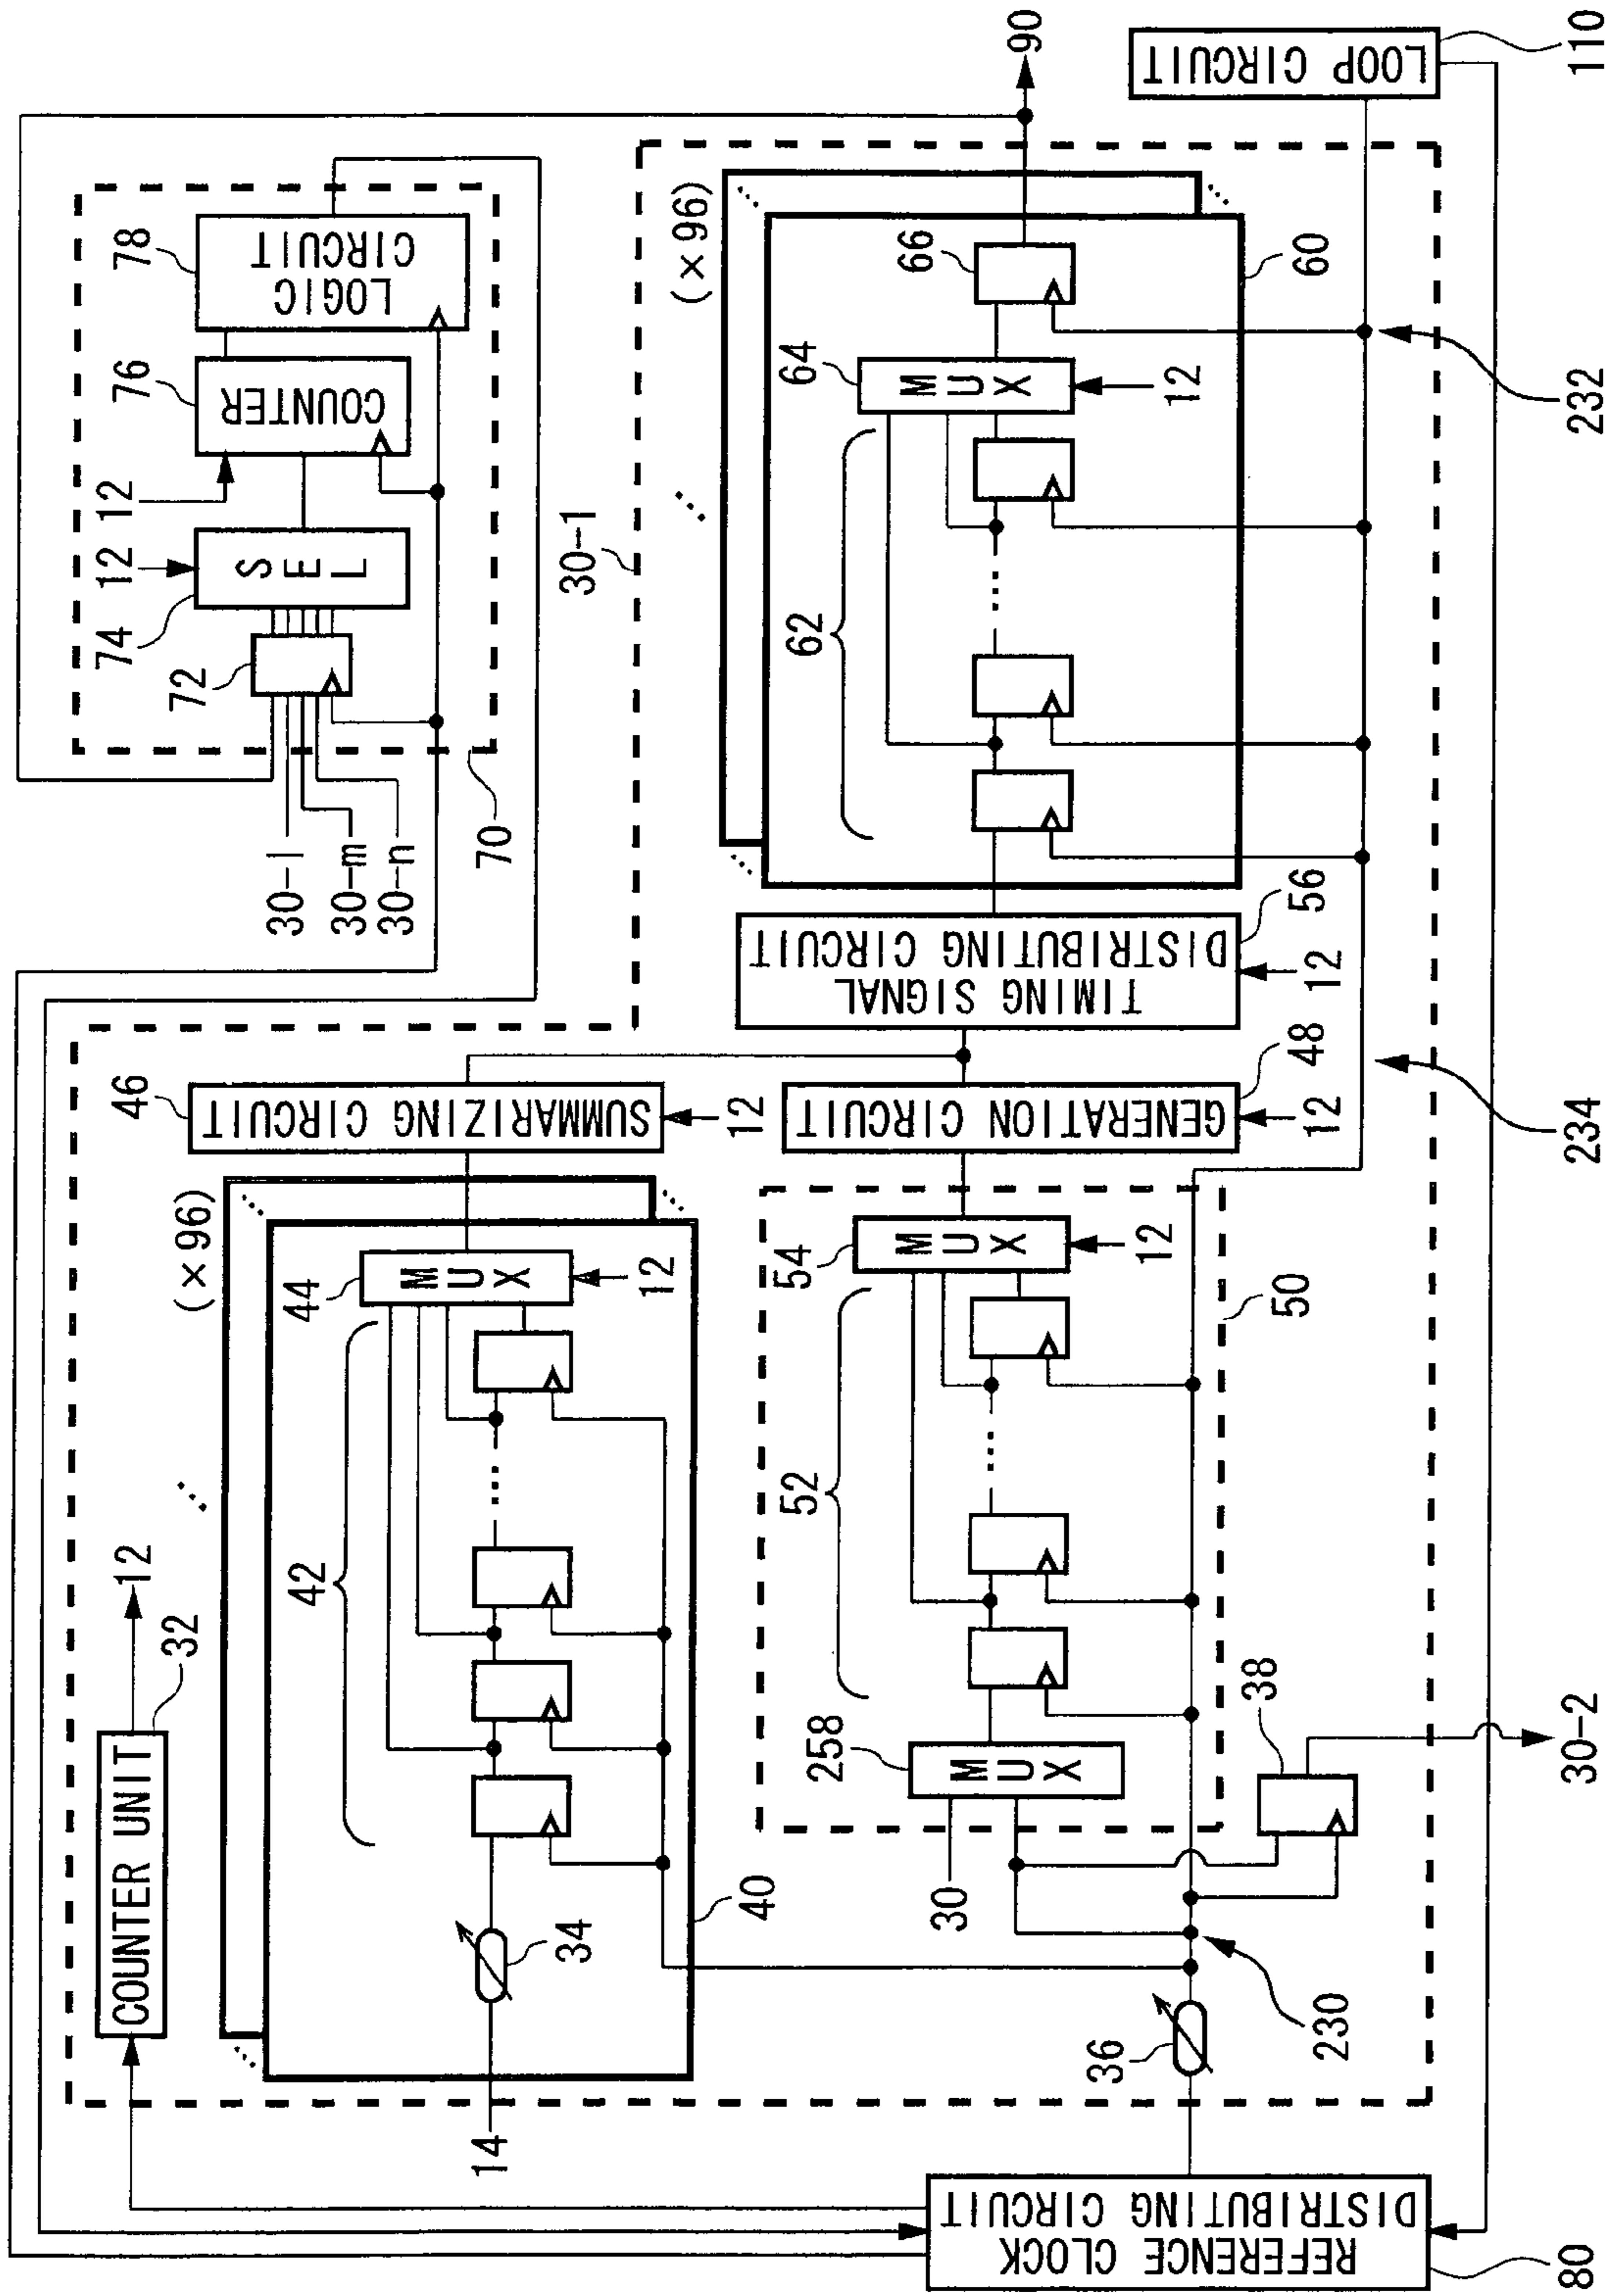 COUNTER UNIT
32
12
(×96)
42
44
MUX
12
14
34
40
46
SUMMARIZING CIRCUIT
12
30-1
30-l
30-m
30-n
70
72
74
SEL
12
12
76
COUNTER
78
LOGIC
CIRCUIT
258
MUX
30
52
54
MUX
12
50
GENERATION CIRCUIT
48
12
TIMING SIGNAL
DISTRIBUTING CIRCUIT
56
12
(×96)
62
64
MUX
12
66
60
90
LOOP CIRCUIT
110
REFERENCE CLOCK
DISTRIBUTING CIRCUIT
80
36
230
38
30-2
234
232